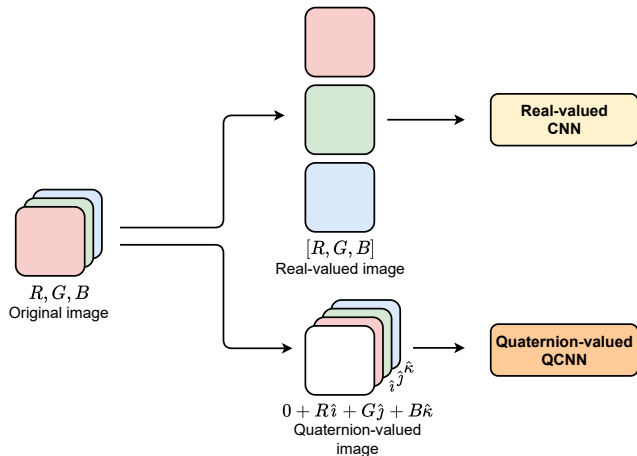 Real-valued
CNN
[R, G, B]
Real-valued image
R, G, B
Original image
Quaternion-valued
QCNN
î ĵ κ̂
0 + Rî + Gĵ + Bκ̂
Quaternion-valued
image